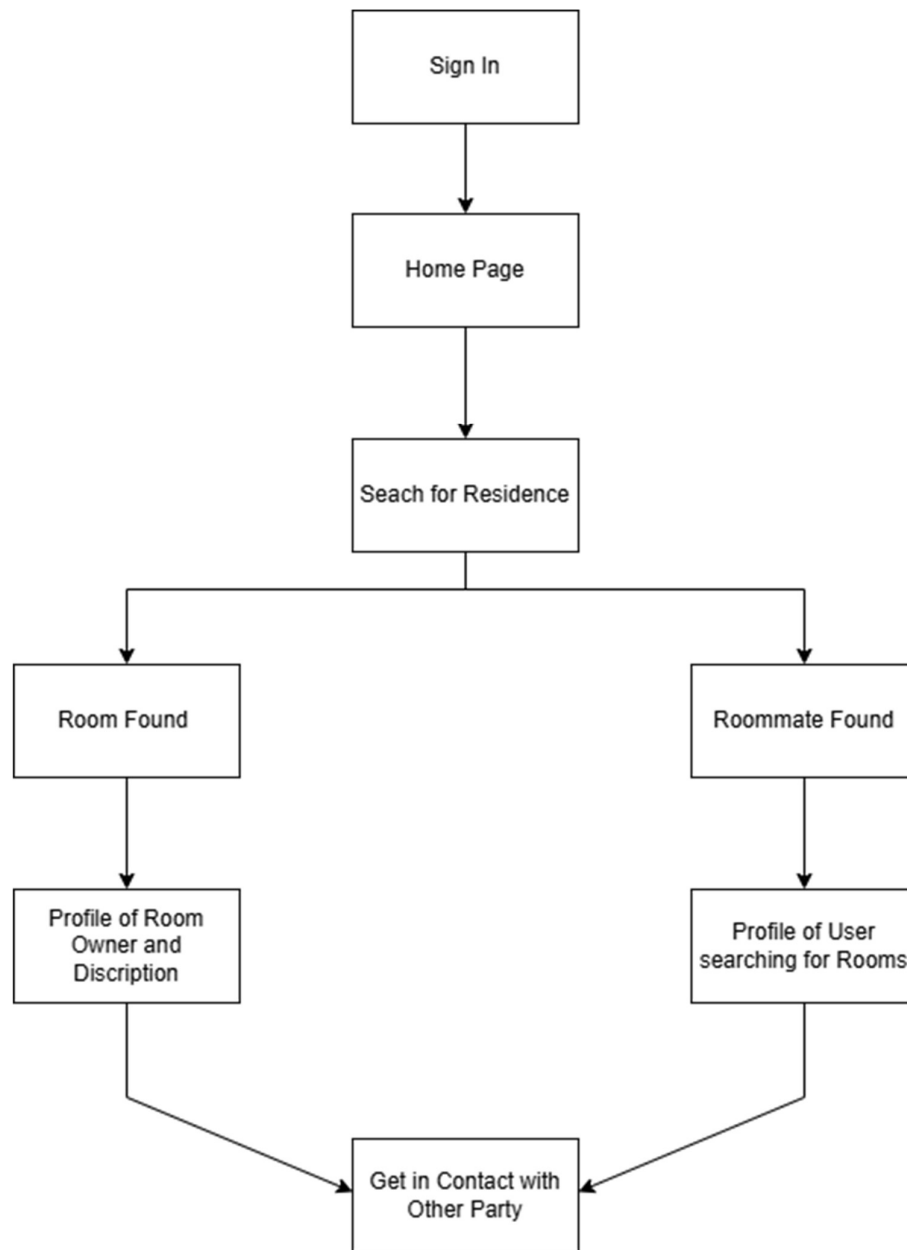 Sign In
Home Page
Seach for Residence
Room Found
Roommate Found
Profile of Room
Owner and
Discription
Profile of User
searching for Rooms
Get in Contact with
Other Party